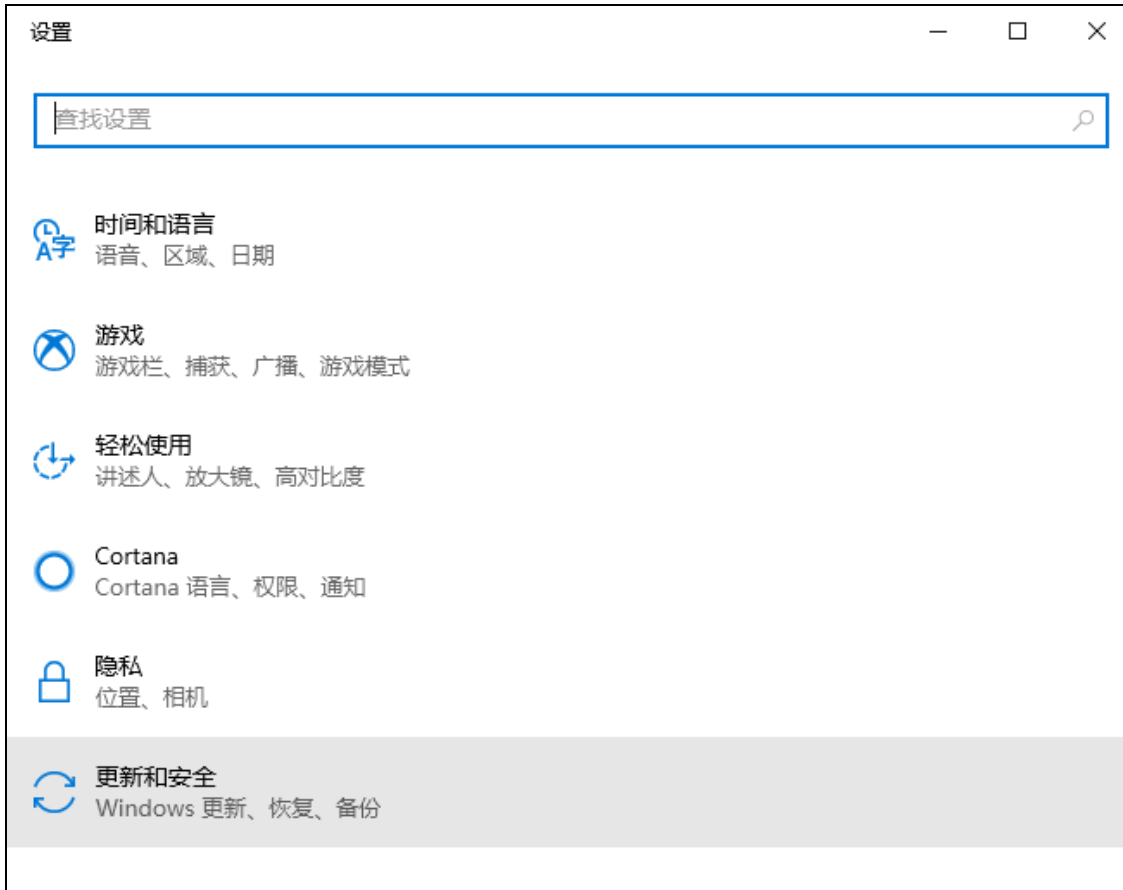 设置
查找设置
时间和语言
语音、区域、日期
游戏
游戏栏、捕获、广播、游戏模式
轻松使用
讲述人、放大镜、高对比度
Cortana
Cortana 语言、权限、通知
隐私
位置、相机
更新和安全
Windows 更新、恢复、备份